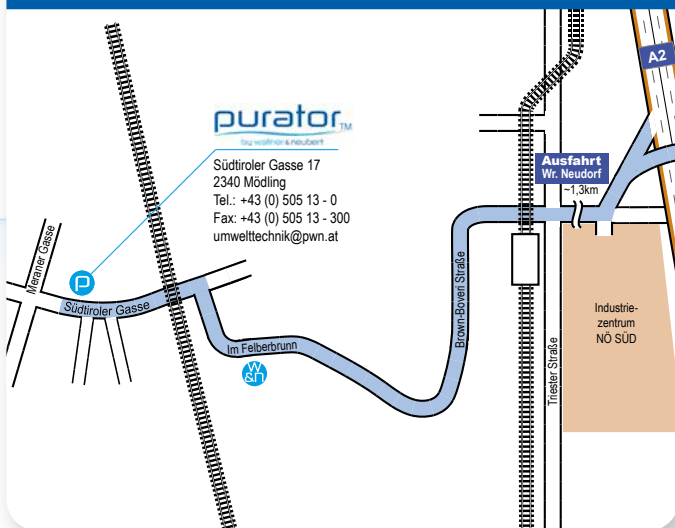 A2
purator TM
by wallner & neubert
Südtiroler Gasse 17
2340 Mödling
Tel.: +43 (0) 505 13 - 0
Fax: +43 (0) 505 13 - 300
umwelttechnik@pwn.at
Ausfahrt
Wr. Neudorf
~1,3km
Meraner Gasse
p
Südtiroler Gasse
Im Felberbrunn
w
&n
Brown-Boveri Straße
Triester Straße
Industrie-
zentrum
NÖ SÜD